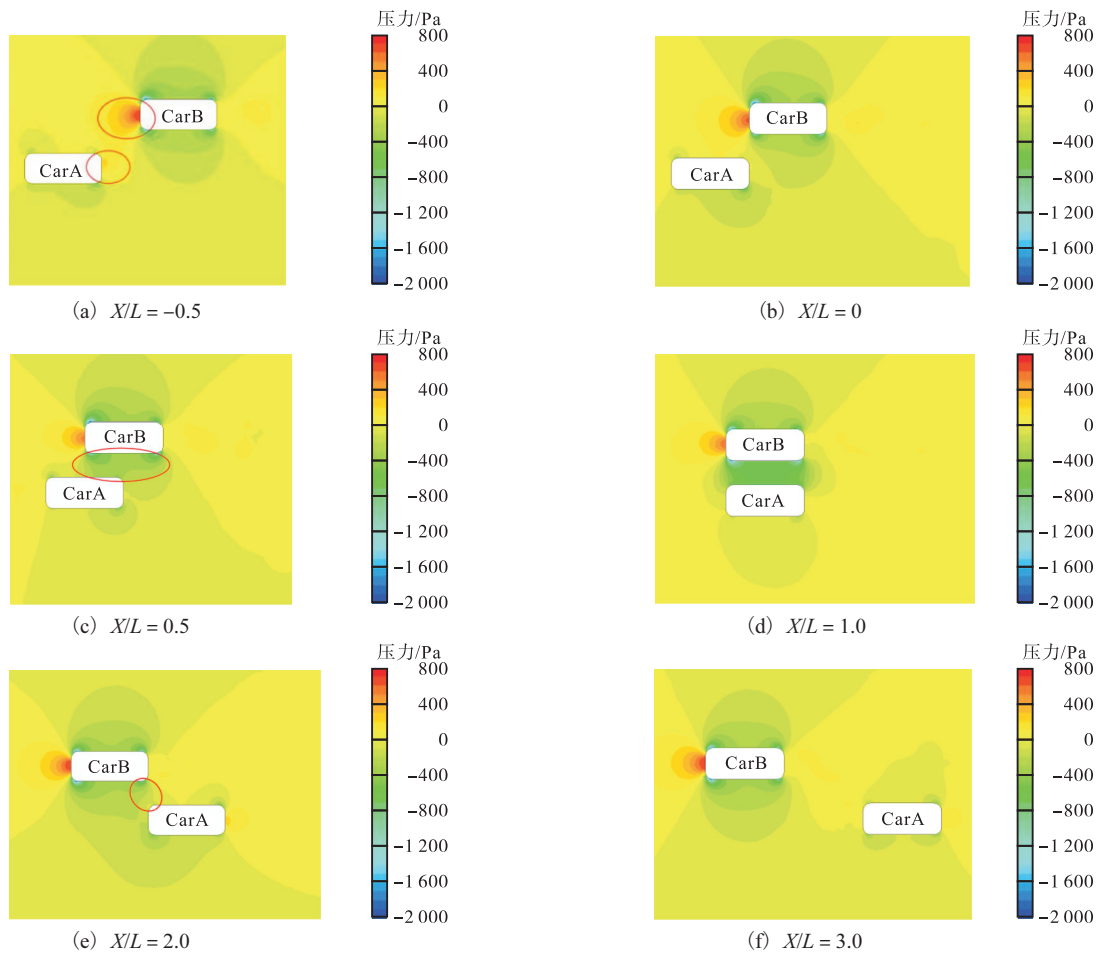 压力/Pa
800
400
0
−400
−800
−1 200
−1 600
−2 000
CarB
CarA
(a) X/L = −0.5
压力/Pa
800
400
0
−400
−800
−1 200
−1 600
−2 000
CarB
CarA
(b) X/L = 0
压力/Pa
800
400
0
−400
−800
−1 200
−1 600
−2 000
CarB
CarA
(c) X/L = 0.5
压力/Pa
800
400
0
−400
−800
−1 200
−1 600
−2 000
CarB
CarA
(d) X/L = 1.0
压力/Pa
800
400
0
−400
−800
−1 200
−1 600
−2 000
CarB
CarA
(e) X/L = 2.0
压力/Pa
800
400
0
−400
−800
−1 200
−1 600
−2 000
CarB
CarA
(f) X/L = 3.0